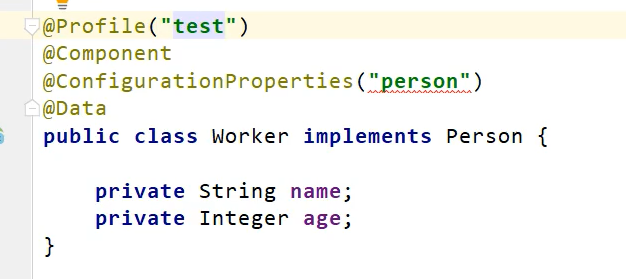 @Profile("test")
@Component
@ConfigurationProperties("person")
@Data
public class Worker implements Person {
private String name;
private Integer age;
}